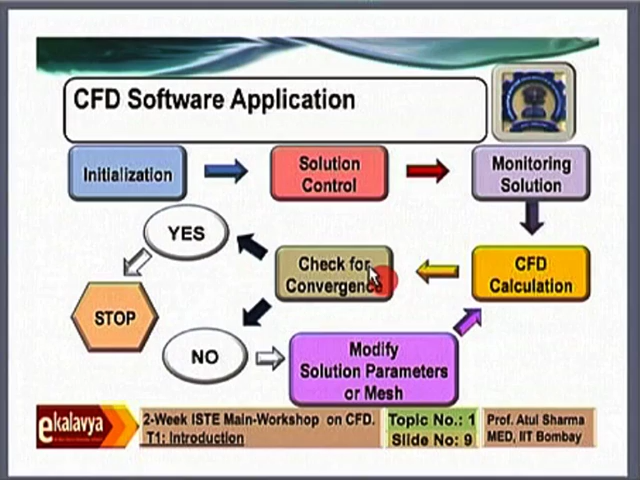 CFD Software Application
Initialization
Solution
Control
Monitoring
Solution
YES
Check for
Convergence
CFD
Calculation
STOP
NO
Modify
Solution Parameters
or Mesh
ekalavya
2-Week ISTE Main-Workshop on CFD.
T1: Introduction
Topic No.: 1
Slide No: 9
Prof. Atul Sharma
MED, IIT Bombay